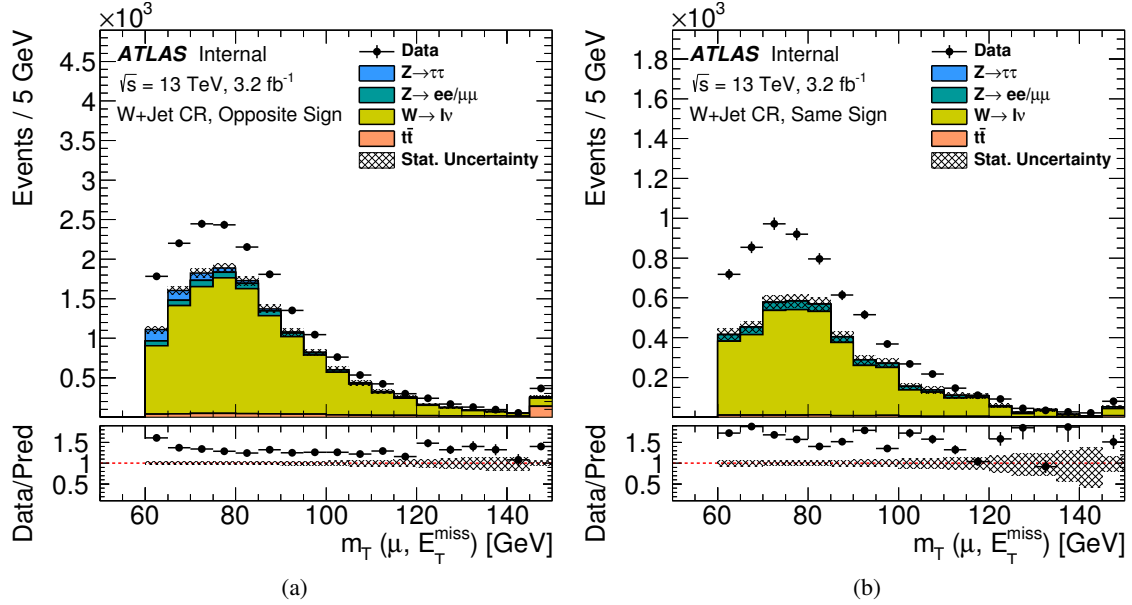 ×10³
Events / 5 GeV
4.5
4
3.5
3
2.5
2
1.5
1
0.5
ATLAS Internal
√s = 13 TeV, 3.2 fb⁻¹
W+Jet CR, Opposite Sign
Data
Z→ττ
Z→ ee/μμ
W→ lν
tt̄
Stat. Uncertainty
Data/Pred
1.5
1
0.5
60 80 100 120 140
m_T (μ, E_T^miss) [GeV]
(a)
×10³
Events / 5 GeV
1.8
1.6
1.4
1.2
1
0.8
0.6
0.4
0.2
ATLAS Internal
√s = 13 TeV, 3.2 fb⁻¹
W+Jet CR, Same Sign
Data
Z→ττ
Z→ ee/μμ
W→ lν
tt̄
Stat. Uncertainty
Data/Pred
1.5
1
0.5
60 80 100 120 140
m_T (μ, E_T^miss) [GeV]
(b)